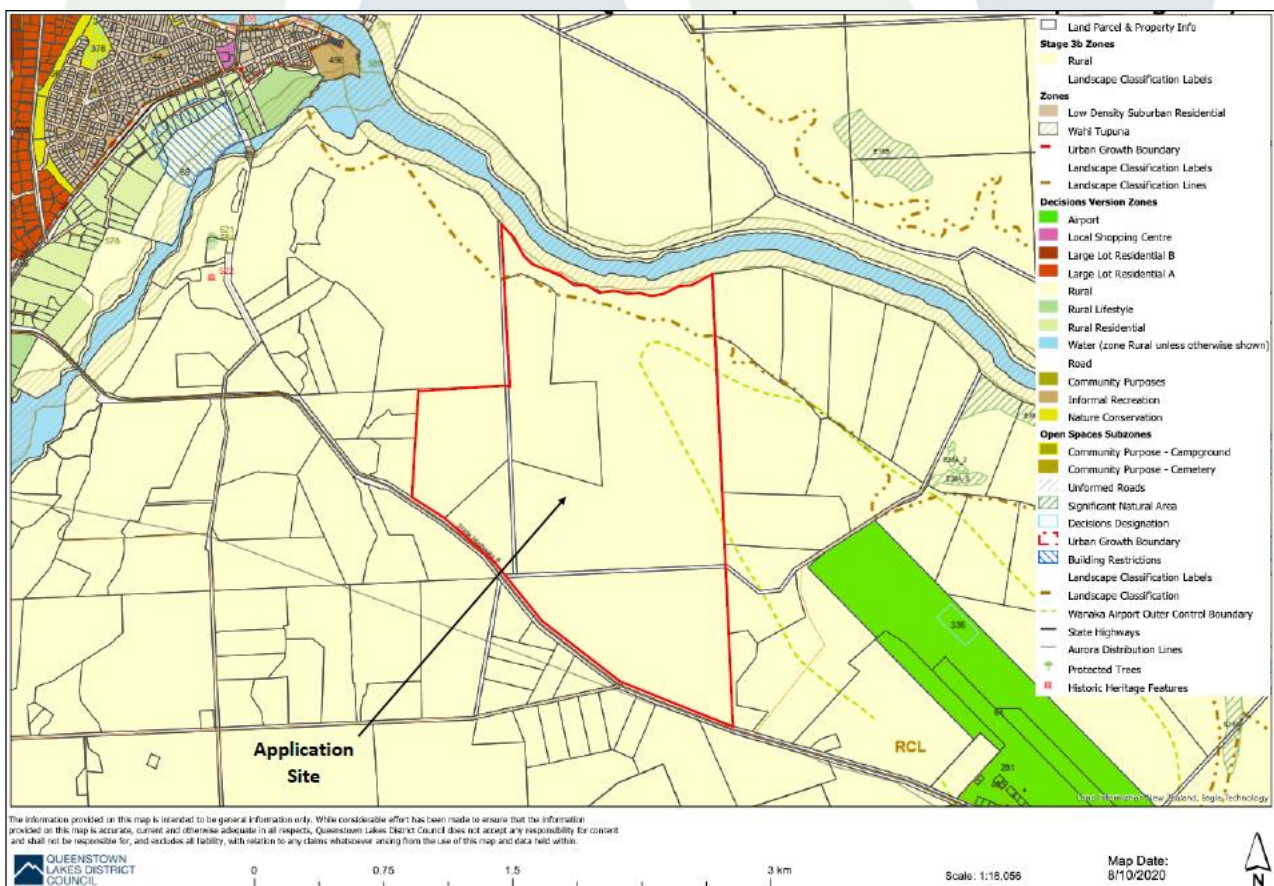 Land Parcel & Property Info
Stage 3b Zones
Rural
Landscape Classification Labels
Zones
Low Density Suburban Residential
Wahi Tupuna
Urban Growth Boundary
Landscape Classification Labels
Landscape Classification Lines
Decisions Version Zones
Airport
Local Shopping Centre
Large Lot Residential B
Large Lot Residential A
Rural
Rural Lifestyle
Rural Residential
Water (zone Rural unless otherwise shown)
Road
Community Purposes
Informal Recreation
Nature Conservation
Open Spaces Subzones
Community Purpose - Campground
Community Purpose - Cemetery
Unformed Roads
Significant Natural Area
Decisions Designation
Urban Growth Boundary
Building Restrictions
Landscape Classification Labels
Landscape Classification
Wanaka Airport Outer Control Boundary
State Highways
Aurora Distribution Lines
Protected Trees
Historic Heritage Features
378
496
578
336
RCL
Application
Site
Land Information New Zealand, Eagle Technology
The information provided on this map is intended to be general information only. While considerable effort has been made to ensure that the information
provided on this map is accurate, current and otherwise adequate in all respects, Queenstown Lakes District Council does not accept any responsibility for content
and shall not be responsible for, and excludes all liability, with relation to any claims whatsoever arising from the use of this map and data held within.
QUEENSTOWN
LAKES DISTRICT
COUNCIL
0 0.75 1.5 3 km
Scale: 1:18,056
Map Date:
8/10/2020
N